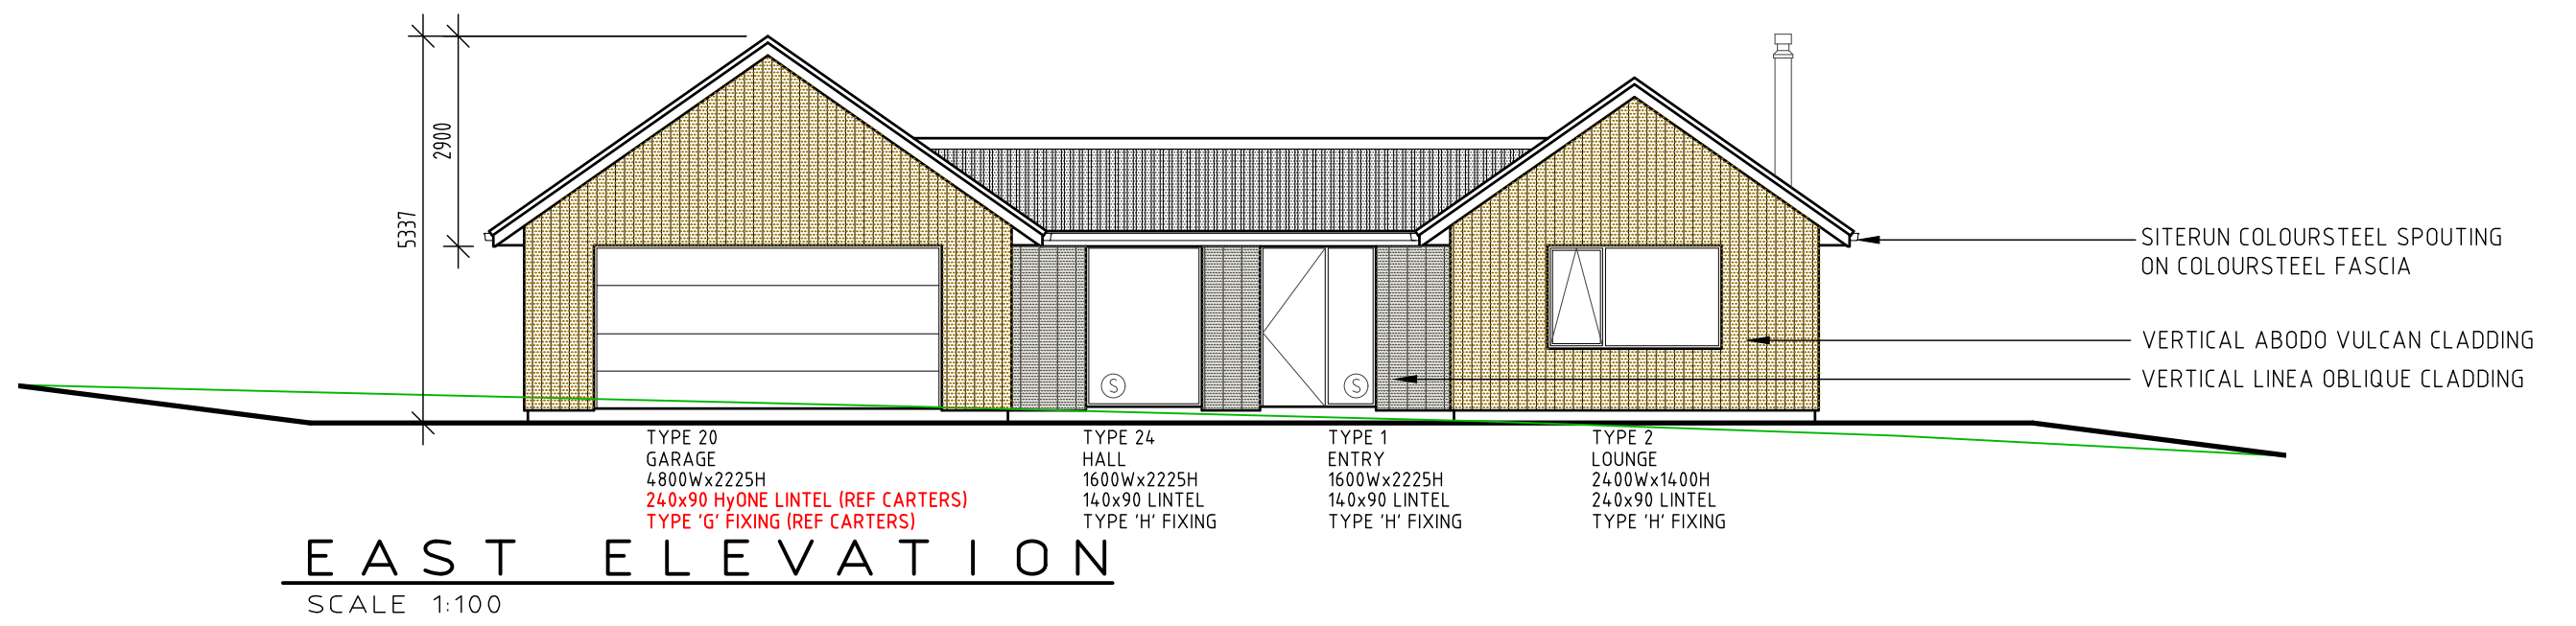 2900
5337
SITERUN COLOURSTEEL SPOUTING
ON COLOURSTEEL FASCIA
VERTICAL ABODO VULCAN CLADDING
VERTICAL LINEA OBLIQUE CLADDING
S
S
TYPE 20
GARAGE
4800Wx2225H
240x90 HyONE LINTEL (REF CARTERS)
TYPE 'G' FIXING (REF CARTERS)
TYPE 24
HALL
1600Wx2225H
140x90 LINTEL
TYPE 'H' FIXING
TYPE 1
ENTRY
1600Wx2225H
140x90 LINTEL
TYPE 'H' FIXING
TYPE 2
LOUNGE
2400Wx1400H
240x90 LINTEL
TYPE 'H' FIXING
EAST ELEVATION
SCALE 1:100